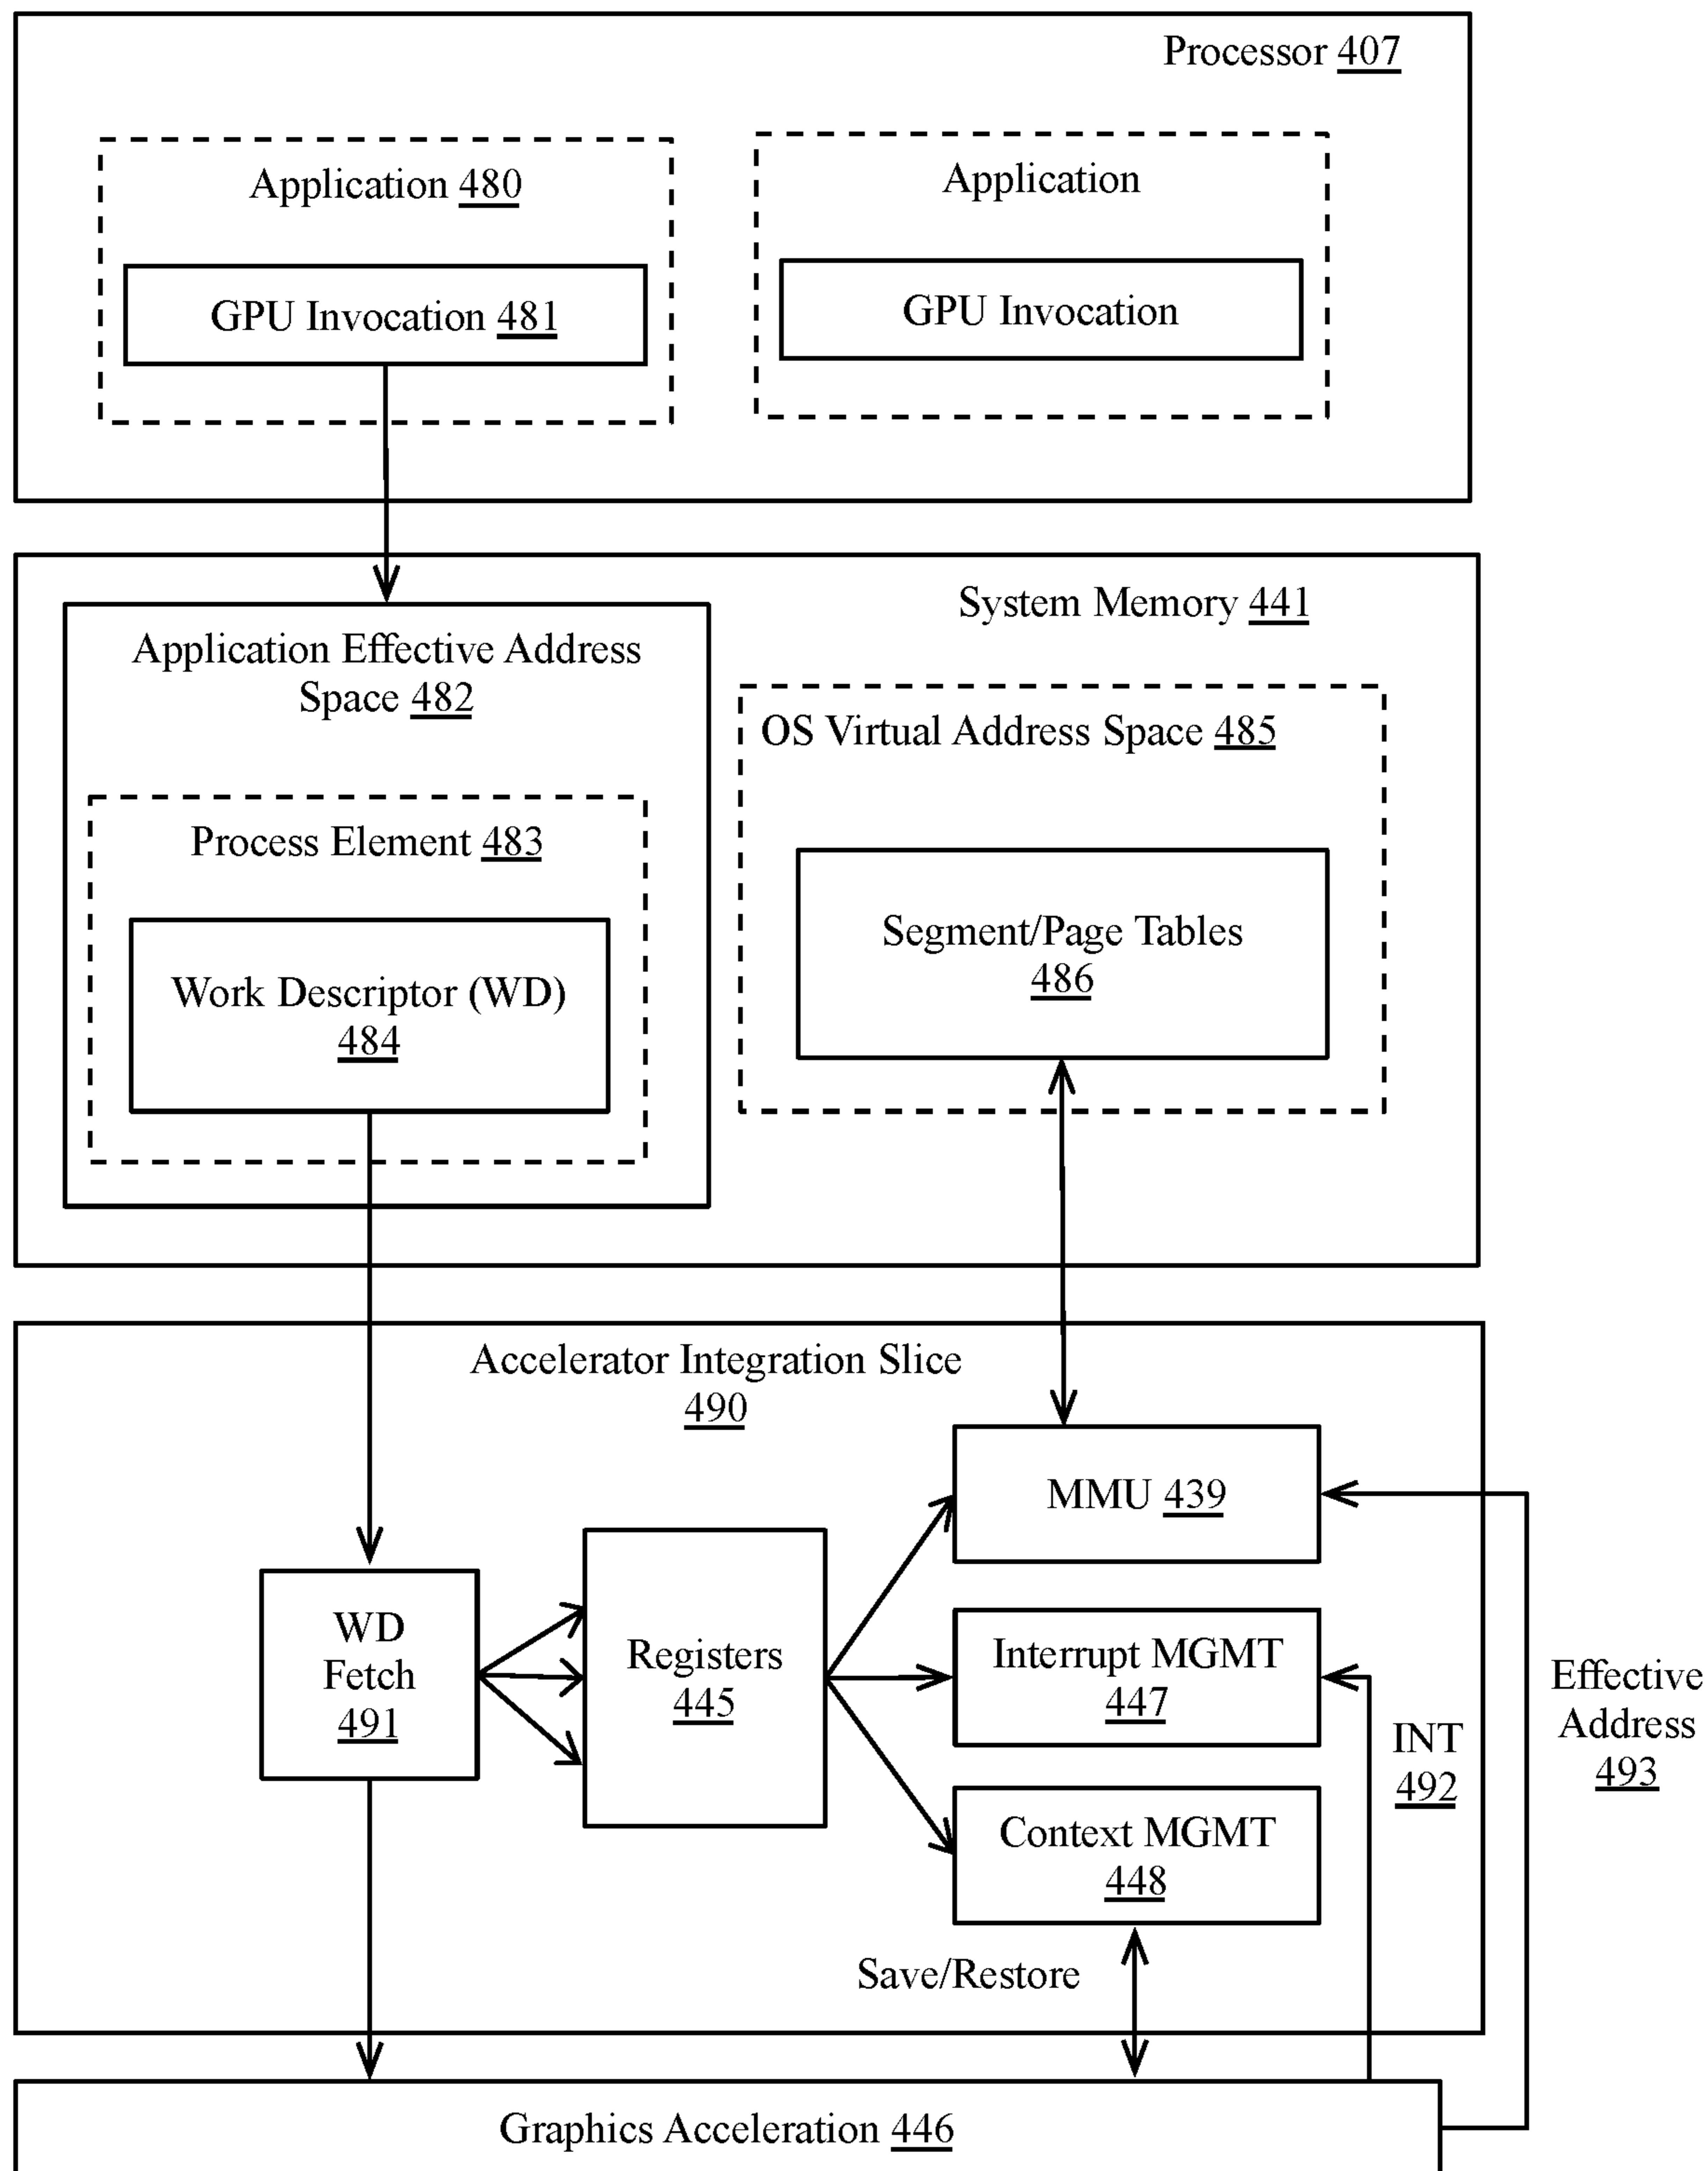 Processor 407
Application 480
GPU Invocation 481
Application
GPU Invocation
System Memory 441
Application Effective Address
Space 482
Process Element 483
Work Descriptor (WD)
484
OS Virtual Address Space 485
Segment/Page Tables
486
Accelerator Integration Slice
490
WD
Fetch
491
Registers
445
MMU 439
Interrupt MGMT
447
Context MGMT
448
Save/Restore
INT
492
Effective
Address
493
Graphics Acceleration 446